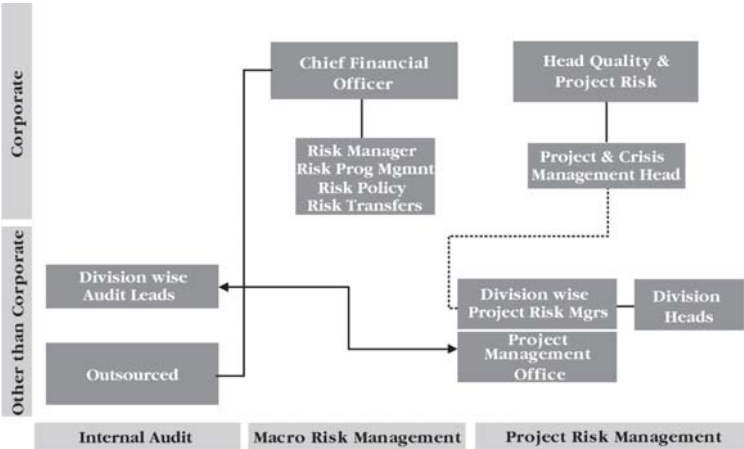 Corporate
Chief Financial
Officer
Head Quality &
Project Risk
Risk Manager
Risk Prog Mgmnt
Risk Policy
Risk Transfers
Project & Crisis
Management Head
Other than Corporate
Division wise
Audit Leads
Division wise
Project Risk Mgrs
Division
Heads
Project
Management
Office
Outsourced
Internal Audit
Macro Risk Management
Project Risk Management